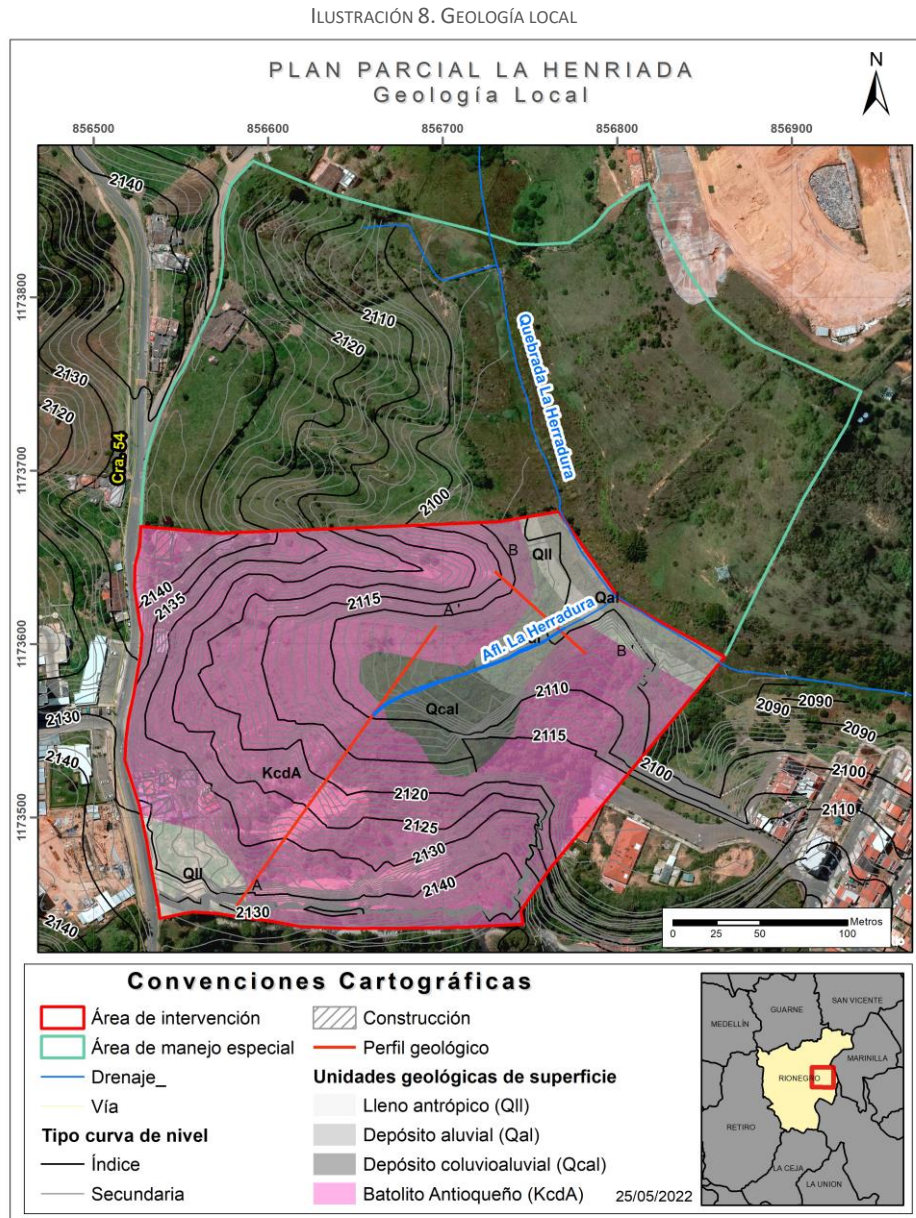 ILUSTRACIÓN 8. GEOLOGÍA LOCAL
PLAN PARCIAL LA HENRIADA
Geología Local
N
856500
856600
856700
856800
856900
1173800
1173700
1173600
1173500
2140
2130
2120
2110
2120
2100
Cra. 54
Quebrada La Herradura
2140
2135
2115
B
Qll
A'
Afl. La Herradura
Qal
B'
Qcal
2110
2115
2100
KcdA
2120
2125
2130
2140
Qll
A
2130
2130
2140
2140
2090
2090
2090
2100
2110
Metros
0 25 50 100
Convenciones Cartográficas
Área de intervención
Área de manejo especial
Drenaje_
Vía
Tipo curva de nivel
Índice
Secundaria
Construcción
Perfil geológico
Unidades geológicas de superficie
Lleno antrópico (Qll)
Depósito aluvial (Qal)
Depósito coluvioaluvial (Qcal)
Batolito Antioqueño (KcdA)
25/05/2022
SAN VICENTE
GUARNE
MEDELLÍN
MARINILLA
RIONEGRO
RETIRO
LA CEJA
LA UNION